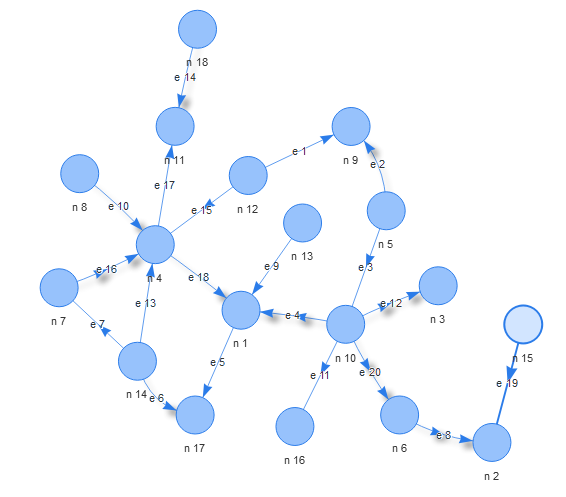 n 18
e 14
n 11
e 1
n 9
e 2
e 17
n 8
e 10
e 15
n 12
n 5
n 13
n 4
e 16
e 18
e 9
e 3
e 13
n 7
e 7
n 1
e 4
e 12
n 3
n 10
n 15
e 5
e 11
e 20
e 19
n 14
e 6
n 17
n 16
n 6
e 8
n 2